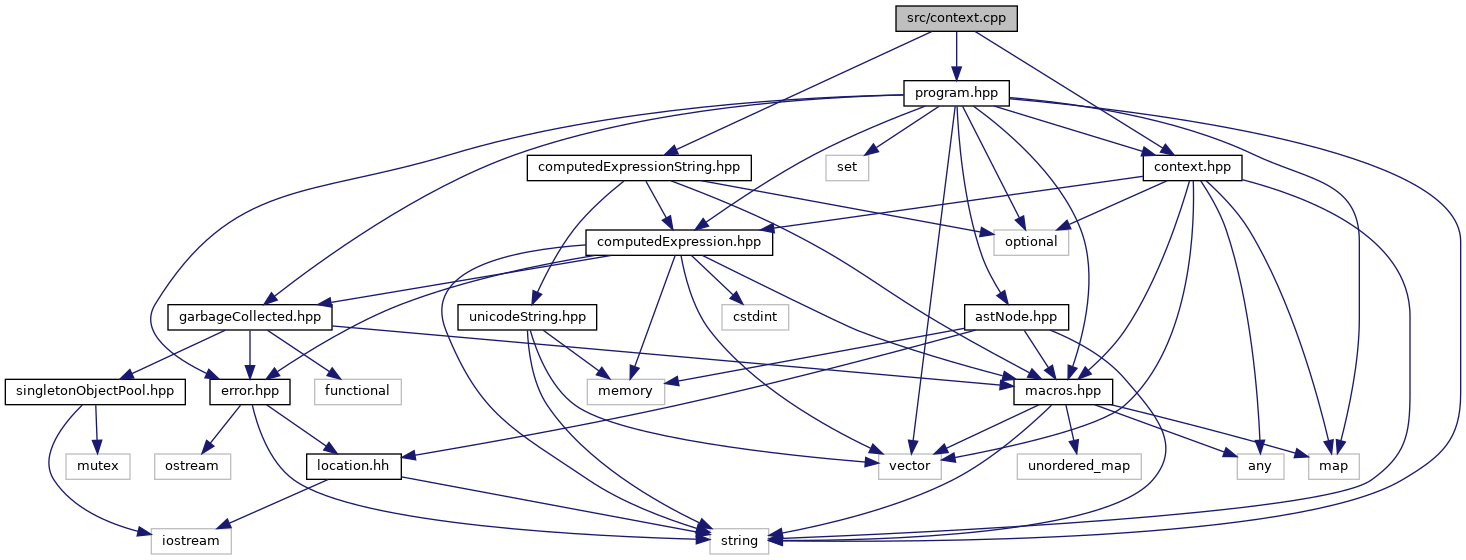 src/context.cpp
program.hpp
computedExpressionString.hpp
set
context.hpp
computedExpression.hpp
optional
garbageCollected.hpp
unicodeString.hpp
cstdint
astNode.hpp
singletonObjectPool.hpp
error.hpp
functional
memory
macros.hpp
mutex
ostream
location.hh
vector
unordered_map
any
map
iostream
string